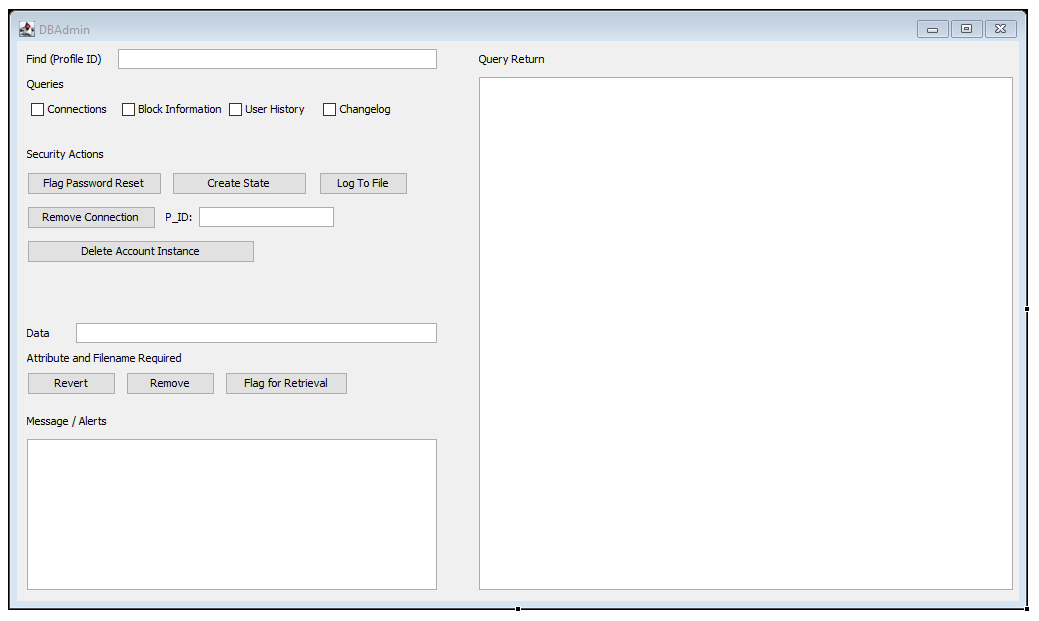 DBAdmin
Find (Profile ID)
Queries
Connections Block Information User History Changelog
Security Actions
Flag Password Reset Create State Log To File
Remove Connection P_ID:
Delete Account Instance
Data
Attribute and Filename Required
Revert Remove Flag for Retrieval
Message / Alerts
Query Return